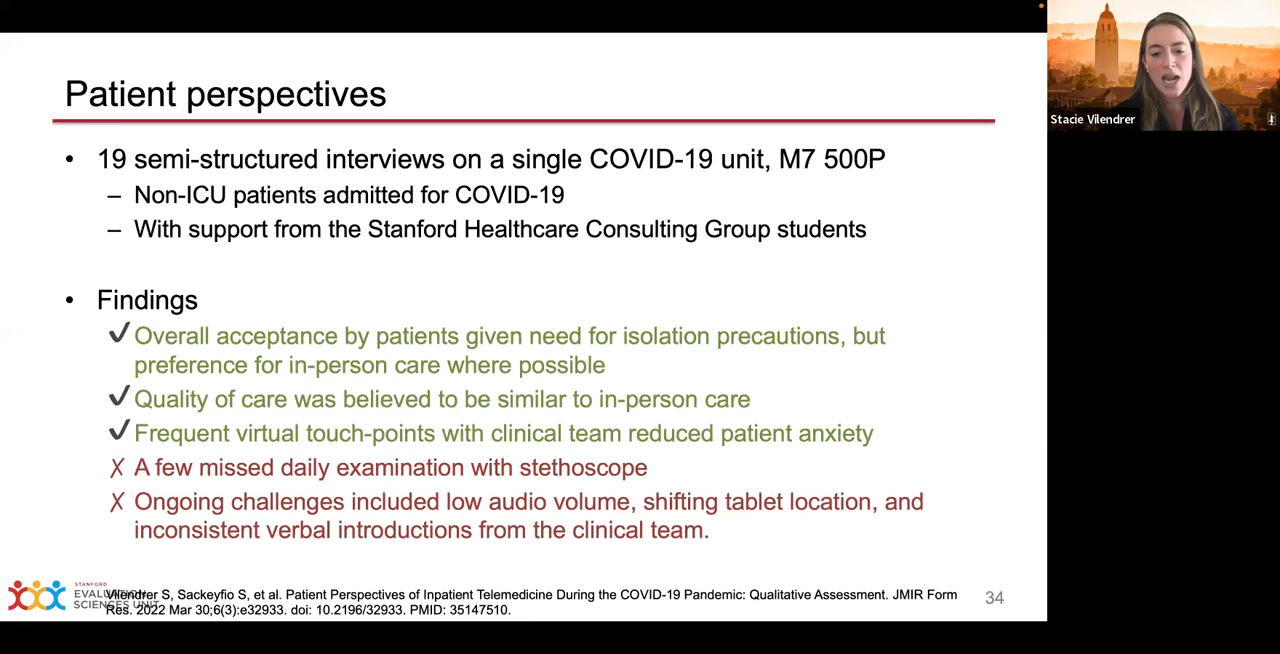 Patient perspectives
• 19 semi-structured interviews on a single COVID-19 unit, M7 500P
– Non-ICU patients admitted for COVID-19
– With support from the Stanford Healthcare Consulting Group students
• Findings
✓ Overall acceptance by patients given need for isolation precautions, but
preference for in-person care where possible
✓ Quality of care was believed to be similar to in-person care
✓ Frequent virtual touch-points with clinical team reduced patient anxiety
✗ A few missed daily examination with stethoscope
✗ Ongoing challenges included low audio volume, shifting tablet location, and
inconsistent verbal introductions from the clinical team.
STANFORD
EVALUATION
SCIENCES UNIT
Vilendrer S, Sackeyfio S, et al. Patient Perspectives of Inpatient Telemedicine During the COVID-19 Pandemic: Qualitative Assessment. JMIR Form
Res. 2022 Mar 30;6(3):e32933. doi: 10.2196/32933. PMID: 35147510.
34
Stacie Vilendrer